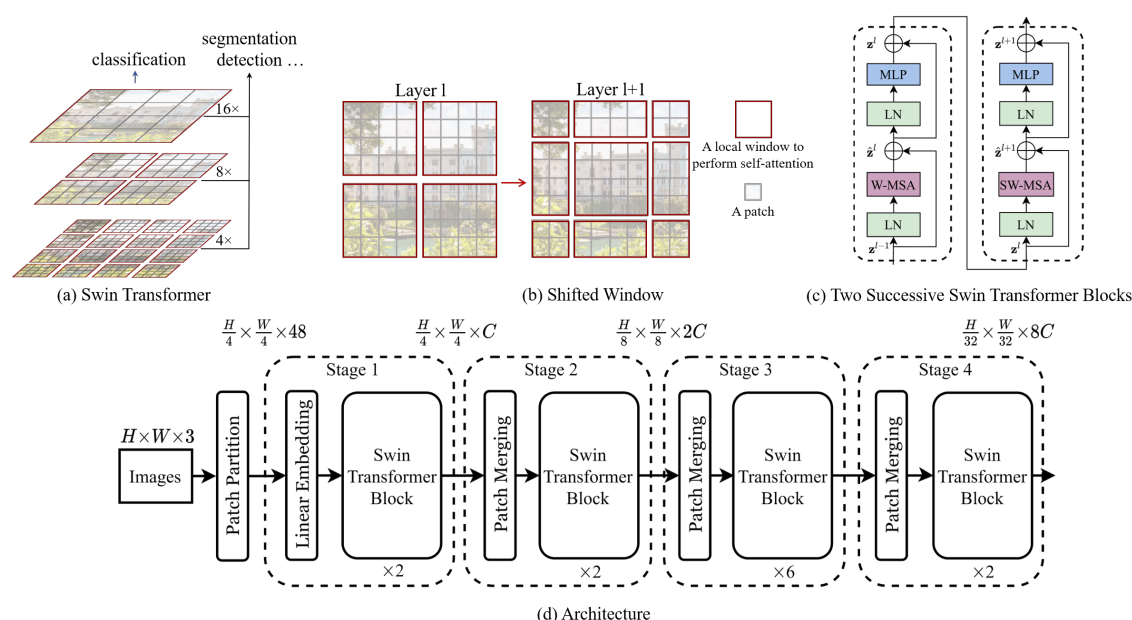 segmentation
detection ...
classification
16×
8×
4×
(a) Swin Transformer
Layer l
Layer l+1
A local window to
perform self-attention
A patch
(b) Shifted Window
z^l
MLP
LN
ẑ^l
W-MSA
LN
z^{l-1}
z^{l+1}
MLP
LN
ẑ^{l+1}
SW-MSA
LN
z^l
(c) Two Successive Swin Transformer Blocks
H/4 × W/4 × 48
H/4 × W/4 × C
H/8 × W/8 × 2C
H/32 × W/32 × 8C
Stage 1
Stage 2
Stage 3
Stage 4
H×W×3
Images
Patch Partition
Linear Embedding
Swin
Transformer
Block
×2
Patch Merging
Swin
Transformer
Block
×2
Patch Merging
Swin
Transformer
Block
×6
Patch Merging
Swin
Transformer
Block
×2
(d) Architecture